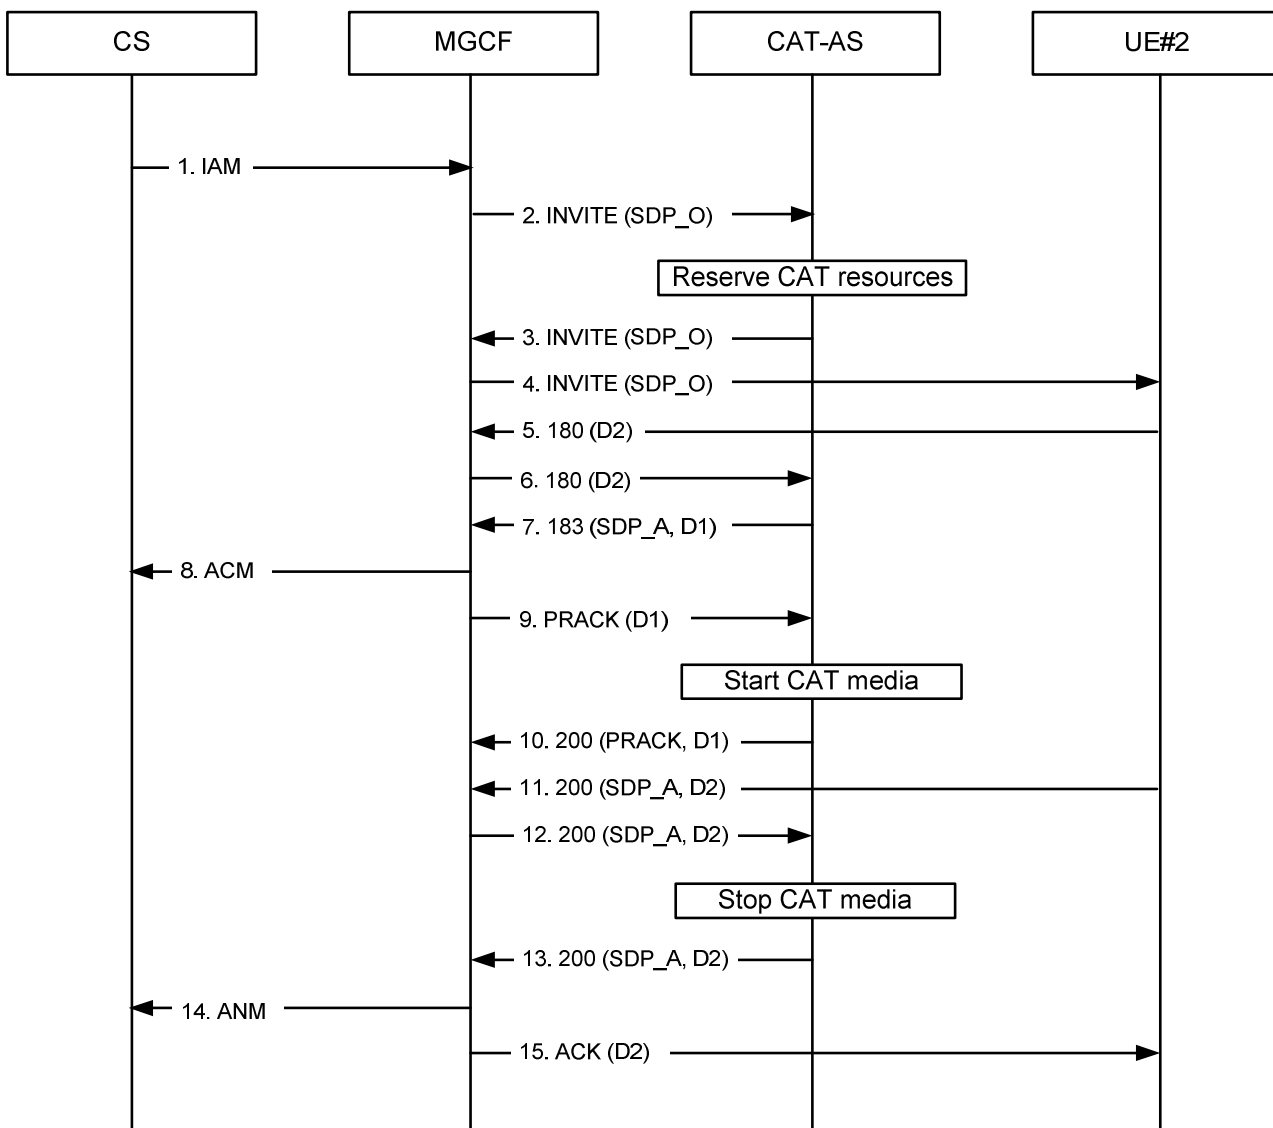 CS
MGCF
CAT-AS
UE#2
1. IAM
2. INVITE (SDP_O)
Reserve CAT resources
3. INVITE (SDP_O)
4. INVITE (SDP_O)
5. 180 (D2)
6. 180 (D2)
7. 183 (SDP_A, D1)
8. ACM
9. PRACK (D1)
Start CAT media
10. 200 (PRACK, D1)
11. 200 (SDP_A, D2)
12. 200 (SDP_A, D2)
Stop CAT media
13. 200 (SDP_A, D2)
14. ANM
15. ACK (D2)